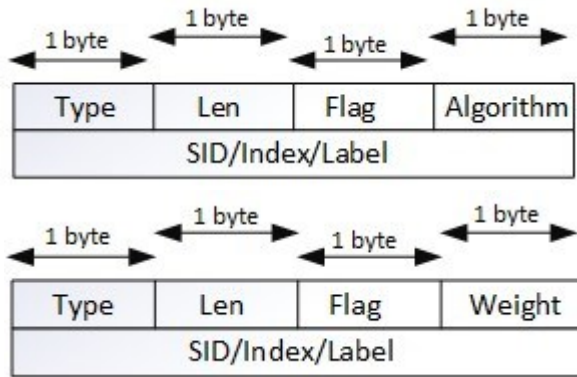 1 byte 1 byte 1 byte 1 byte
Type Len Flag Algorithm
SID/Index/Label
1 byte 1 byte 1 byte 1 byte
Type Len Flag Weight
SID/Index/Label